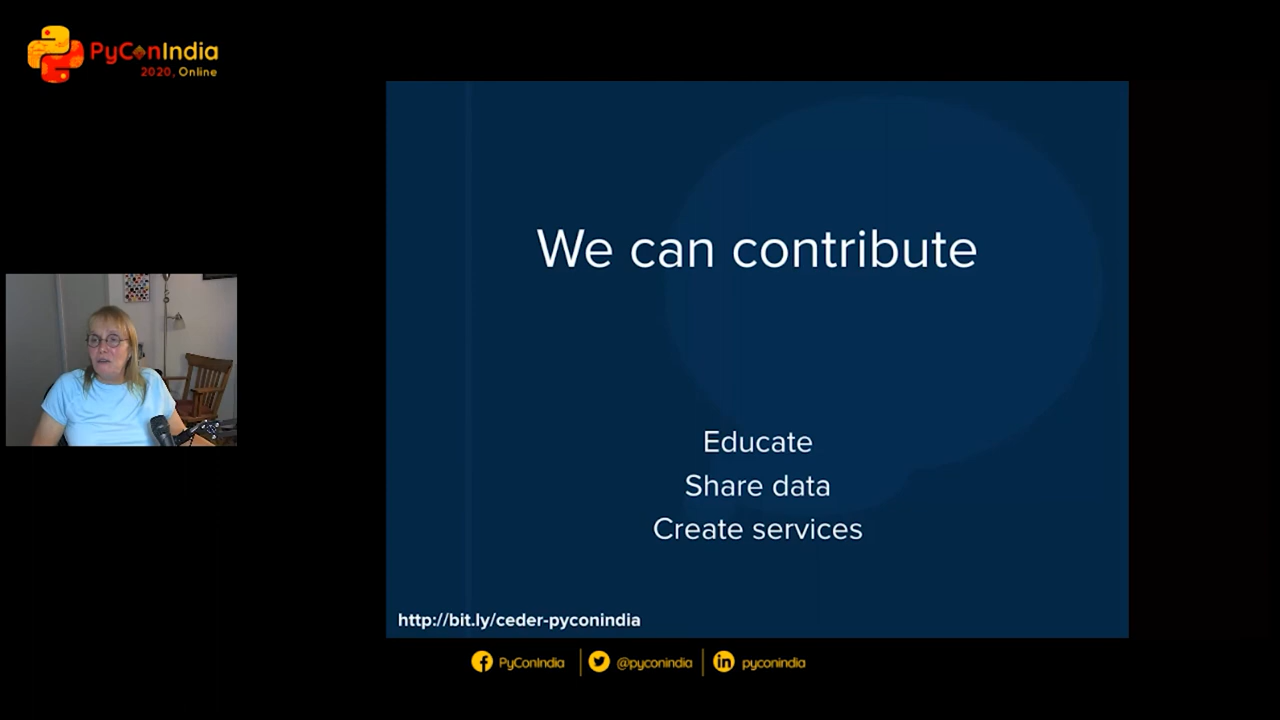 PyConIndia
2020, Online
We can contribute
Educate
Share data
Create services
http://bit.ly/ceder-pyconindia
PyConIndia
@pyconindia
pyconindia